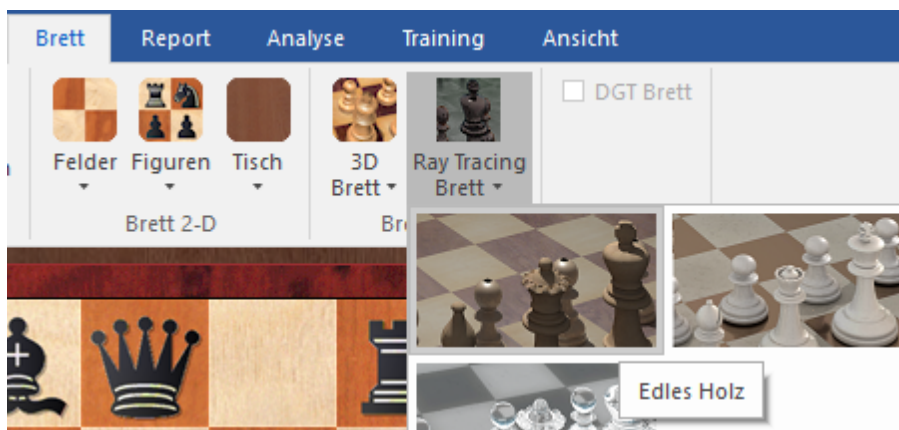 Brett Report Analyse Training Ansicht
DGT Brett
Felder Figuren Tisch 3D Brett Ray Tracing Brett
Brett 2-D
Edles Holz